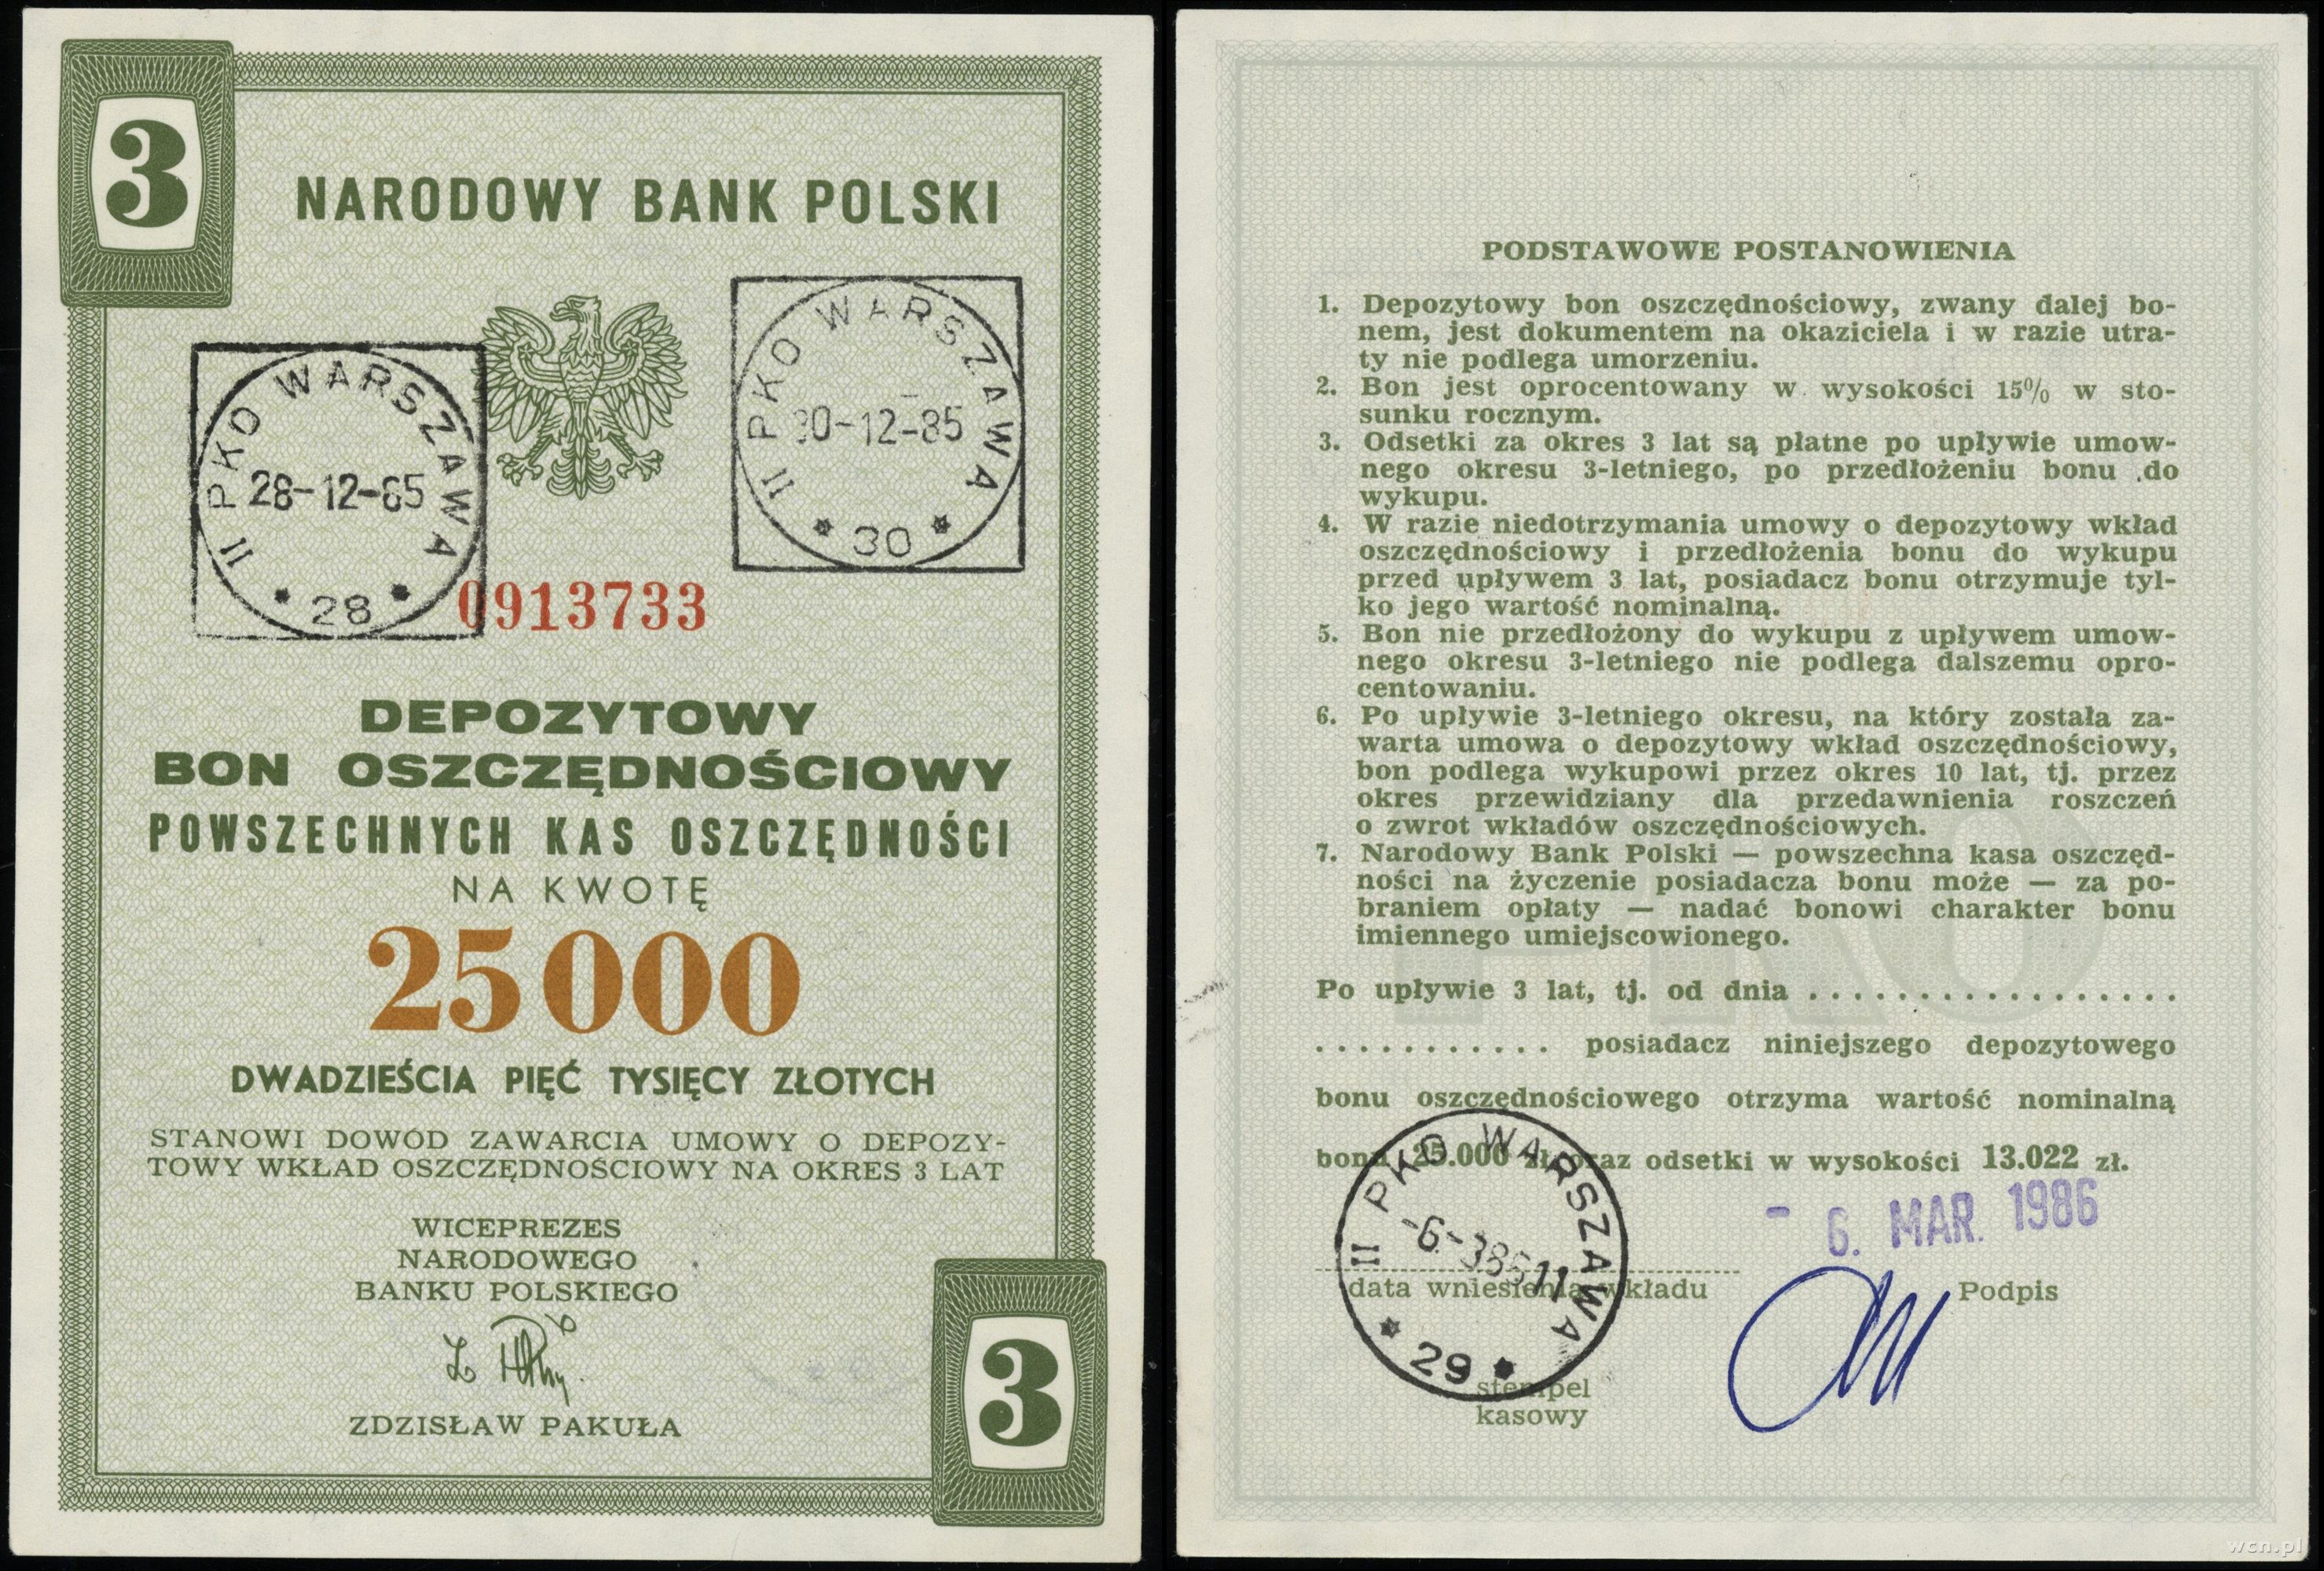 3
NARODOWY BANK POLSKI
II PKO WARSZAWA
28-12-85
* 28 *
II PKO WARSZAWA
30-12-85
* 30 *
0913733
DEPOZYTOWY
BON OSZCZĘDNOŚCIOWY
POWSZECHNYCH KAS OSZCZĘDNOŚCI
NA KWOTĘ
25 000
DWADZIEŚCIA PIĘĆ TYSIĘCY ZŁOTYCH
STANOWI DOWÓD ZAWARCIA UMOWY O DEPOZY-
TOWY WKŁAD OSZCZĘDNOŚCIOWY NA OKRES 3 LAT
WICEPREZES
NARODOWEGO
BANKU POLSKIEGO
ZDZISŁAW PAKUŁA
3
PODSTAWOWE POSTANOWIENIA
1. Depozytowy bon oszczędnościowy, zwany dalej bo-
nem, jest dokumentem na okaziciela i w razie utra-
ty nie podlega umorzeniu.
2. Bon jest oprocentowany w wysokości 15% w sto-
sunku rocznym.
3. Odsetki za okres 3 lat są płatne po upływie umow-
nego okresu 3-letniego, po przedłożeniu bonu do
wykupu.
4. W razie niedotrzymania umowy o depozytowy wkład
oszczędnościowy i przedłożenia bonu do wykupu
przed upływem 3 lat, posiadacz bonu otrzymuje tyl-
ko jego wartość nominalną.
5. Bon nie przedłożony do wykupu z upływem umow-
nego okresu 3-letniego nie podlega dalszemu opro-
centowaniu.
6. Po upływie 3-letniego okresu, na który została za-
warta umowa o depozytowy wkład oszczędnościowy,
bon podlega wykupowi przez okres 10 lat, tj. przez
okres przewidziany dla przedawnienia roszczeń
o zwrot wkładów oszczędnościowych.
7. Narodowy Bank Polski — powszechna kasa oszczęd-
ności na życzenie posiadacza bonu może — za po-
braniem opłaty — nadać bonowi charakter bonu
imiennego umiejscowionego.
PKO
Po upływie 3 lat, tj. od dnia . . . . . . . . . . . . . . . . .
. . . . . . . . . . . posiadacz niniejszego depozytowego
bonu oszczędnościowego otrzyma wartość nominalną
bonu 25.000 zł oraz odsetki w wysokości 13.022 zł.
- 6. MAR. 1986
II PKO WARSZAWA
* 29 *
data wniesienia wkładu
Podpis
stempel
kasowy
wcn.pl